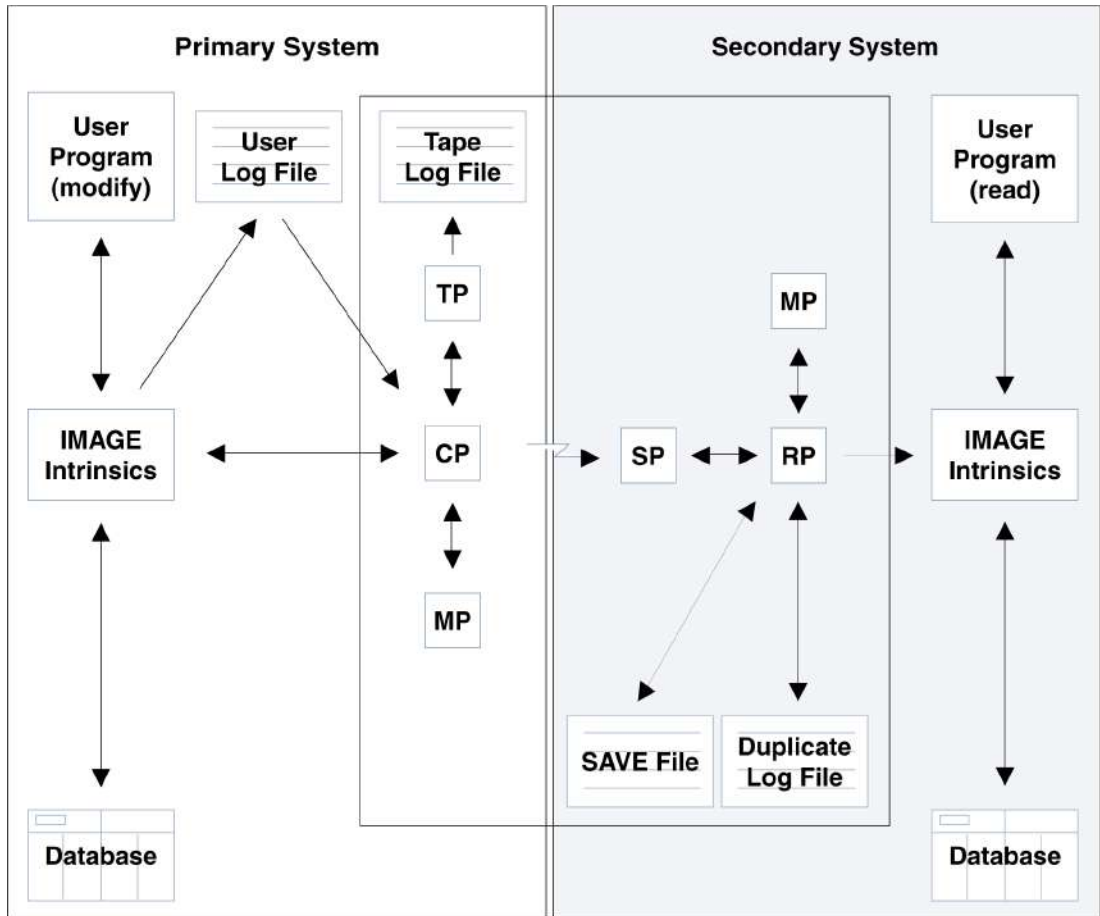 Primary System
Secondary System
User
Program
(modify)
User
Log File
Tape
Log File
User
Program
(read)
TP
MP
IMAGE
Intrinsics
CP
SP
RP
IMAGE
Intrinsics
MP
SAVE File
Duplicate
Log File
Database
Database